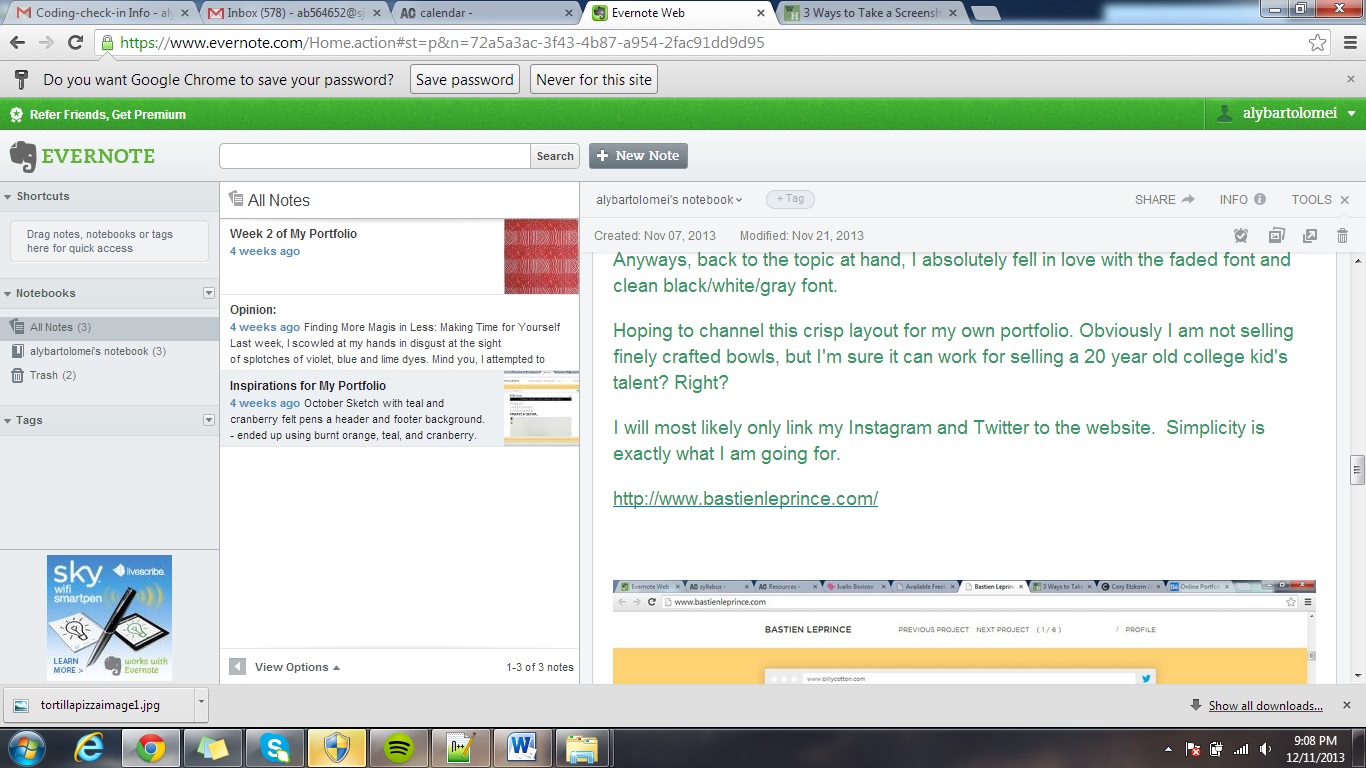 Coding-check-in Info - aly
Inbox (578) - ab564652@sj
AC calendar -
Evernote Web
3 Ways to Take a Screensh
https://www.evernote.com/Home.action#st=p&n=72a5a3ac-3f43-4b87-a954-2fac91dd9d95
Do you want Google Chrome to save your password?
Save password
Never for this site
Refer Friends, Get Premium
alybartolomei
EVERNOTE
Search
+ New Note
Shortcuts
Drag notes, notebooks or tags
here for quick access
Notebooks
All Notes (3)
alybartolomei's notebook (3)
Trash (2)
Tags
sky
wifi
smartpen
livescribe.
LEARN
MORE >
works with
Evernote
All Notes
Week 2 of My Portfolio
4 weeks ago
Opinion:
4 weeks ago Finding More Magis in Less: Making Time for Yourself
Last week, I scowled at my hands in disgust at the sight
of splotches of violet, blue and lime dyes. Mind you, I attempted to
Inspirations for My Portfolio
4 weeks ago October Sketch with teal and
cranberry felt pens a header and footer background.
- ended up using burnt orange, teal, and cranberry.
View Options
1-3 of 3 notes
alybartolomei's notebook
+ Tag
SHARE
INFO
TOOLS
Created: Nov 07, 2013
Modified: Nov 21, 2013
Anyways, back to the topic at hand, I absolutely fell in love with the faded font and
clean black/white/gray font.
Hoping to channel this crisp layout for my own portfolio. Obviously I am not selling
finely crafted bowls, but I'm sure it can work for selling a 20 year old college kid's
talent? Right?
I will most likely only link my Instagram and Twitter to the website.  Simplicity is
exactly what I am going for.
http://www.bastienleprince.com/
Evernote Web
AC syllabus -
AC Resources -
Ivailo Borisov
Available Freel
Bastien Leprin
3 Ways to Take
Cory Etzkorn /
Online Portfol
www.bastienleprince.com
BASTIEN LEPRINCE
PREVIOUS PROJECT
NEXT PROJECT
( 1 / 6 )
/ PROFILE
www.pillycotton.com
tortillapizzaimage1.jpg
Show all downloads...
9:08 PM
12/11/2013